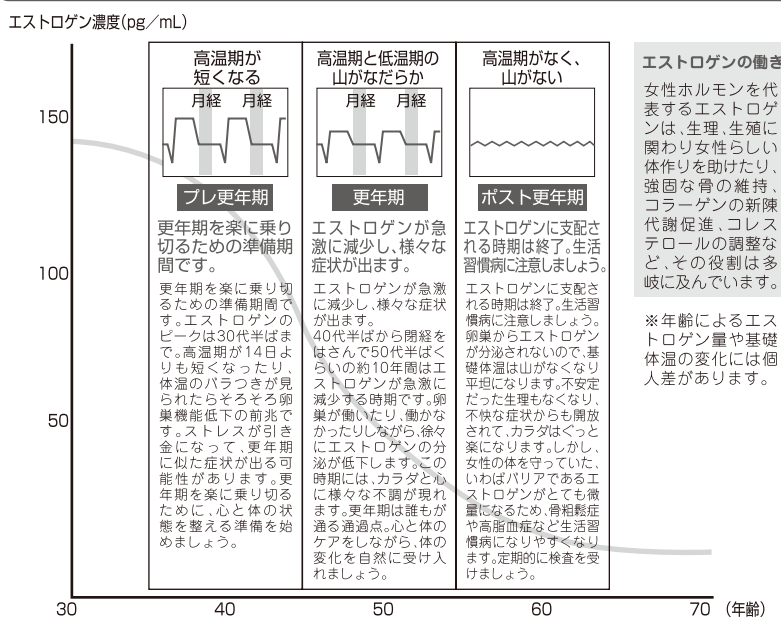 エストロゲン濃度(pg／mL)
150
100
50
30
40
50
60
70
(年齢)
高温期が
短くなる
月経 月経
プレ更年期
更年期を楽に乗り
切るための準備期
間です。
更年期を楽に乗り切
るための準備期間で
す。エストロゲンの
ピークは30代半ばま
で。高温期が14日よ
りも短くなったり、
体温のバラつきが見
られたらそろそろ卵
巣機能低下の前兆で
す。ストレスが引き
金になって、更年期
に似た症状が出る可
能性があります。更
年期を楽に乗り切る
ために、心と体の状
態を整える準備を始
めましょう。
高温期と低温期の
山がなだらか
月経 月経
更年期
エストロゲンが急
激に減少し、様々な
症状が出ます。
エストロゲンが急激
に減少し、様々な症状
が出ます。
40代半ばから閉経を
はさんで50代半ばく
らいの約10年間はエ
ストロゲンが急激に
減少する時期です。卵
巣が働いたり、働かな
かったりしながら、徐々
にエストロゲンの分
泌が低下します。この
時期には、カラダと心
に様々な不調が現れ
ます。更年期は誰もが
通る通過点。心と体の
ケアをしながら、体の
変化を自然に受け入
れましょう。
高温期がなく、
山がない
ポスト更年期
エストロゲンに支配さ
れる時期は終了。生活
習慣病に注意しましょう。
エストロゲンに支配さ
れる時期は終了。生活習
慣病に注意しましょう。
卵巣からエストロゲン
が分泌されないので、基
礎体温は山がなくなり
平坦になります。不安定
だった生理もなくなり、
不快な症状からも開放
されて、カラダはぐっと
楽になります。しかし、
女性の体を守っていた、
いわばバリアであるエ
ストロゲンがとても微
量になるため、骨粗鬆症
や高脂血症など生活習
慣病になりやすくなり
ます。定期的に検査を受
けましょう。
エストロゲンの働き
女性ホルモンを代
表するエストロゲ
ンは、生理、生殖に
関わり女性らしい
体作りを助けたり、
強固な骨の維持、
コラーゲンの新陳
代謝促進、コレス
テロールの調整な
ど、その役割は多
岐に及んでいます。
※年齢によるエス
トロゲン量や基礎
体温の変化には個
人差があります。